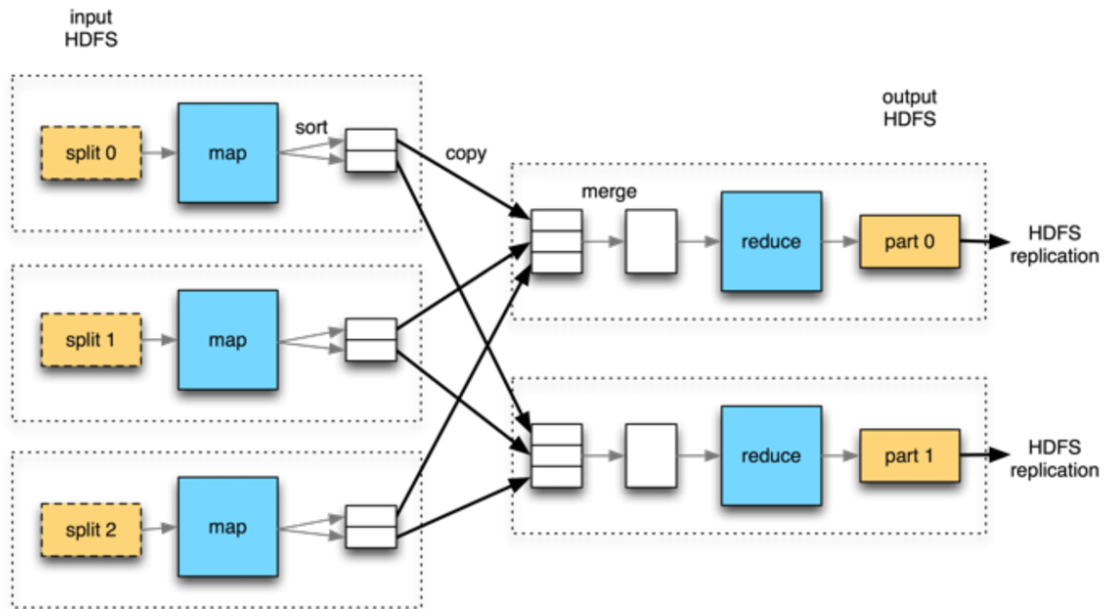 input
HDFS
split 0
map
sort
copy
split 1
map
split 2
map
output
HDFS
merge
reduce
part 0
HDFS
replication
reduce
part 1
HDFS
replication